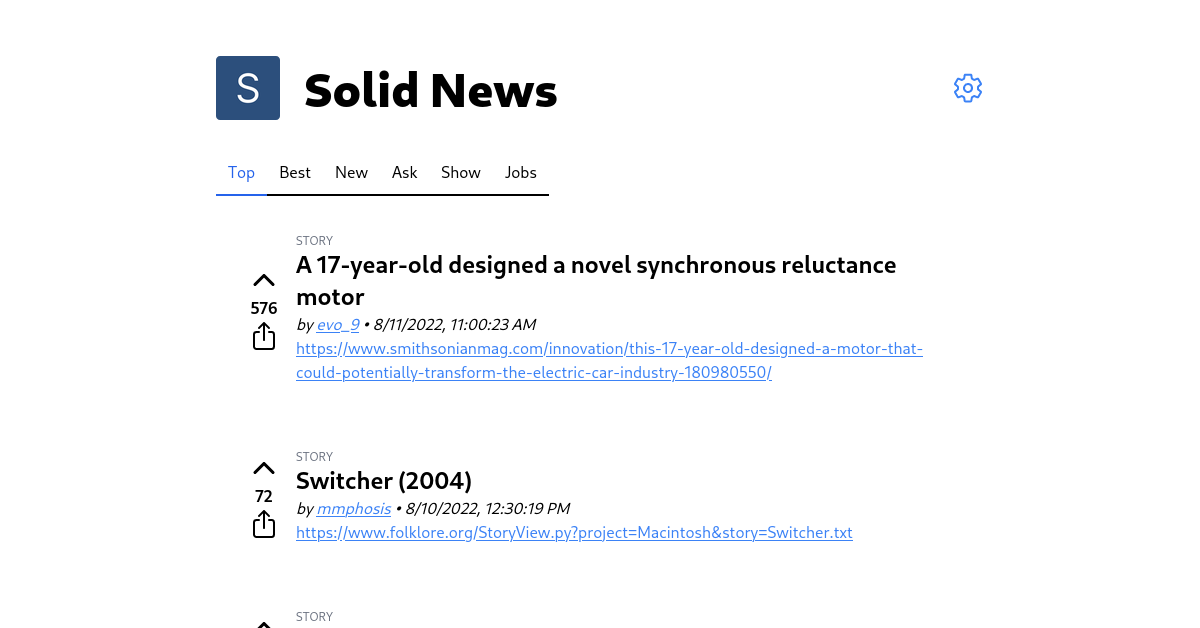 S
Solid News
Top Best New Ask Show Jobs
STORY
A 17-year-old designed a novel synchronous reluctance
motor
576
by evo_9 • 8/11/2022, 11:00:23 AM
https://www.smithsonianmag.com/innovation/this-17-year-old-designed-a-motor-that-
could-potentially-transform-the-electric-car-industry-180980550/
STORY
Switcher (2004)
72
by mmphosis • 8/10/2022, 12:30:19 PM
https://www.folklore.org/StoryView.py?project=Macintosh&story=Switcher.txt
STORY